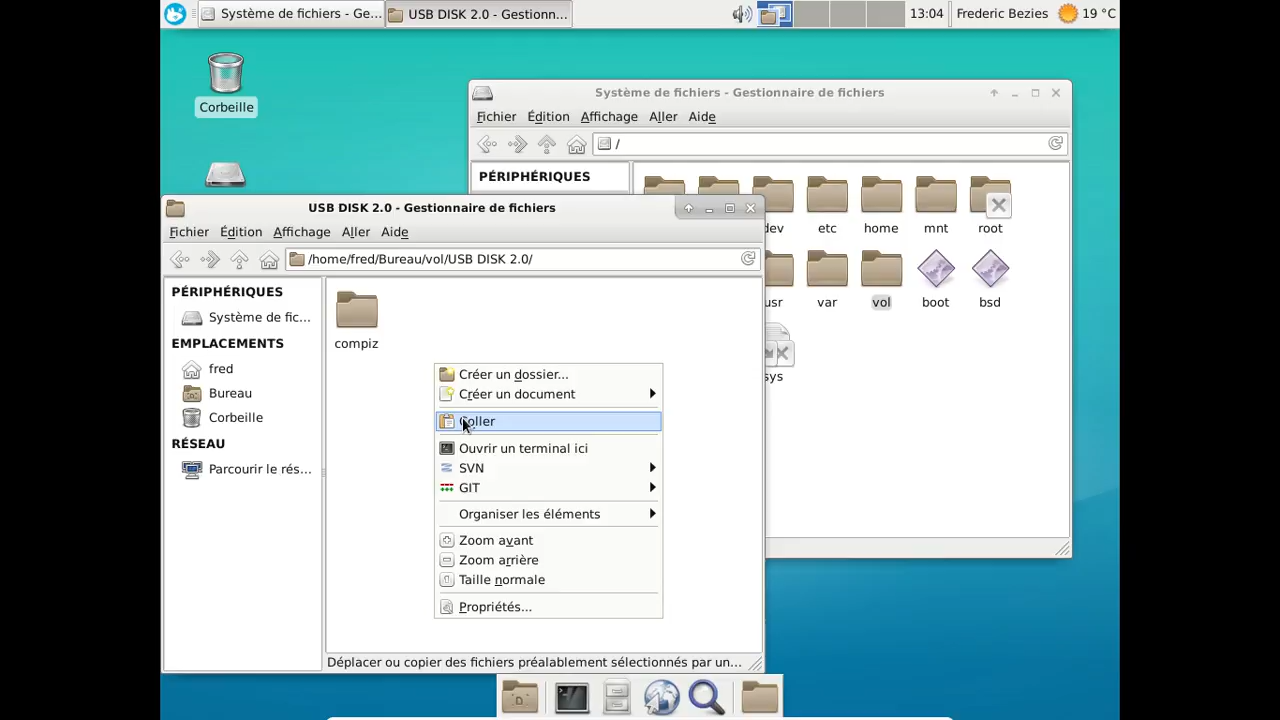 Système de fichiers - Ge...
USB DISK 2.0 - Gestionn...
13:04
Frederic Bezies
19 °C
Corbeille
Système de fichiers - Gestionnaire de fichiers
Fichier Édition Affichage Aller Aide
/
PÉRIPHÉRIQUES
dev etc home mnt root
usr var vol boot bsd
sys
USB DISK 2.0 - Gestionnaire de fichiers
Fichier Édition Affichage Aller Aide
/home/fred/Bureau/vol/USB DISK 2.0/
PÉRIPHÉRIQUES
Système de fic...
EMPLACEMENTS
fred
Bureau
Corbeille
RÉSEAU
Parcourir le rés...
compiz
Créer un dossier...
Créer un document
Coller
Ouvrir un terminal ici
SVN
GIT
Organiser les éléments
Zoom avant
Zoom arrière
Taille normale
Propriétés...
Déplacer ou copier des fichiers préalablement sélectionnés par un...